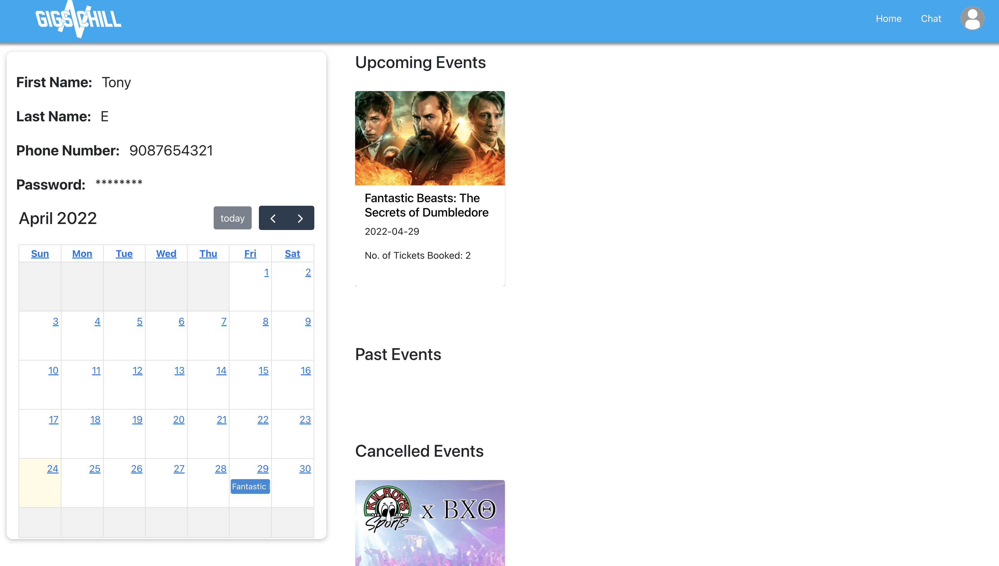 GIGS CHILL
Home Chat
First Name: Tony
Last Name: E
Phone Number: 9087654321
Password: ********
April 2022
today
Sun Mon Tue Wed Thu Fri Sat
1 2
3 4 5 6 7 8 9
10 11 12 13 14 15 16
17 18 19 20 21 22 23
24 25 26 27 28 29 30
Fantastic
Upcoming Events
Fantastic Beasts: The
Secrets of Dumbledore
2022-04-29
No. of Tickets Booked: 2
Past Events
Cancelled Events
KILROY'S
Sports
x ΒΧΘ